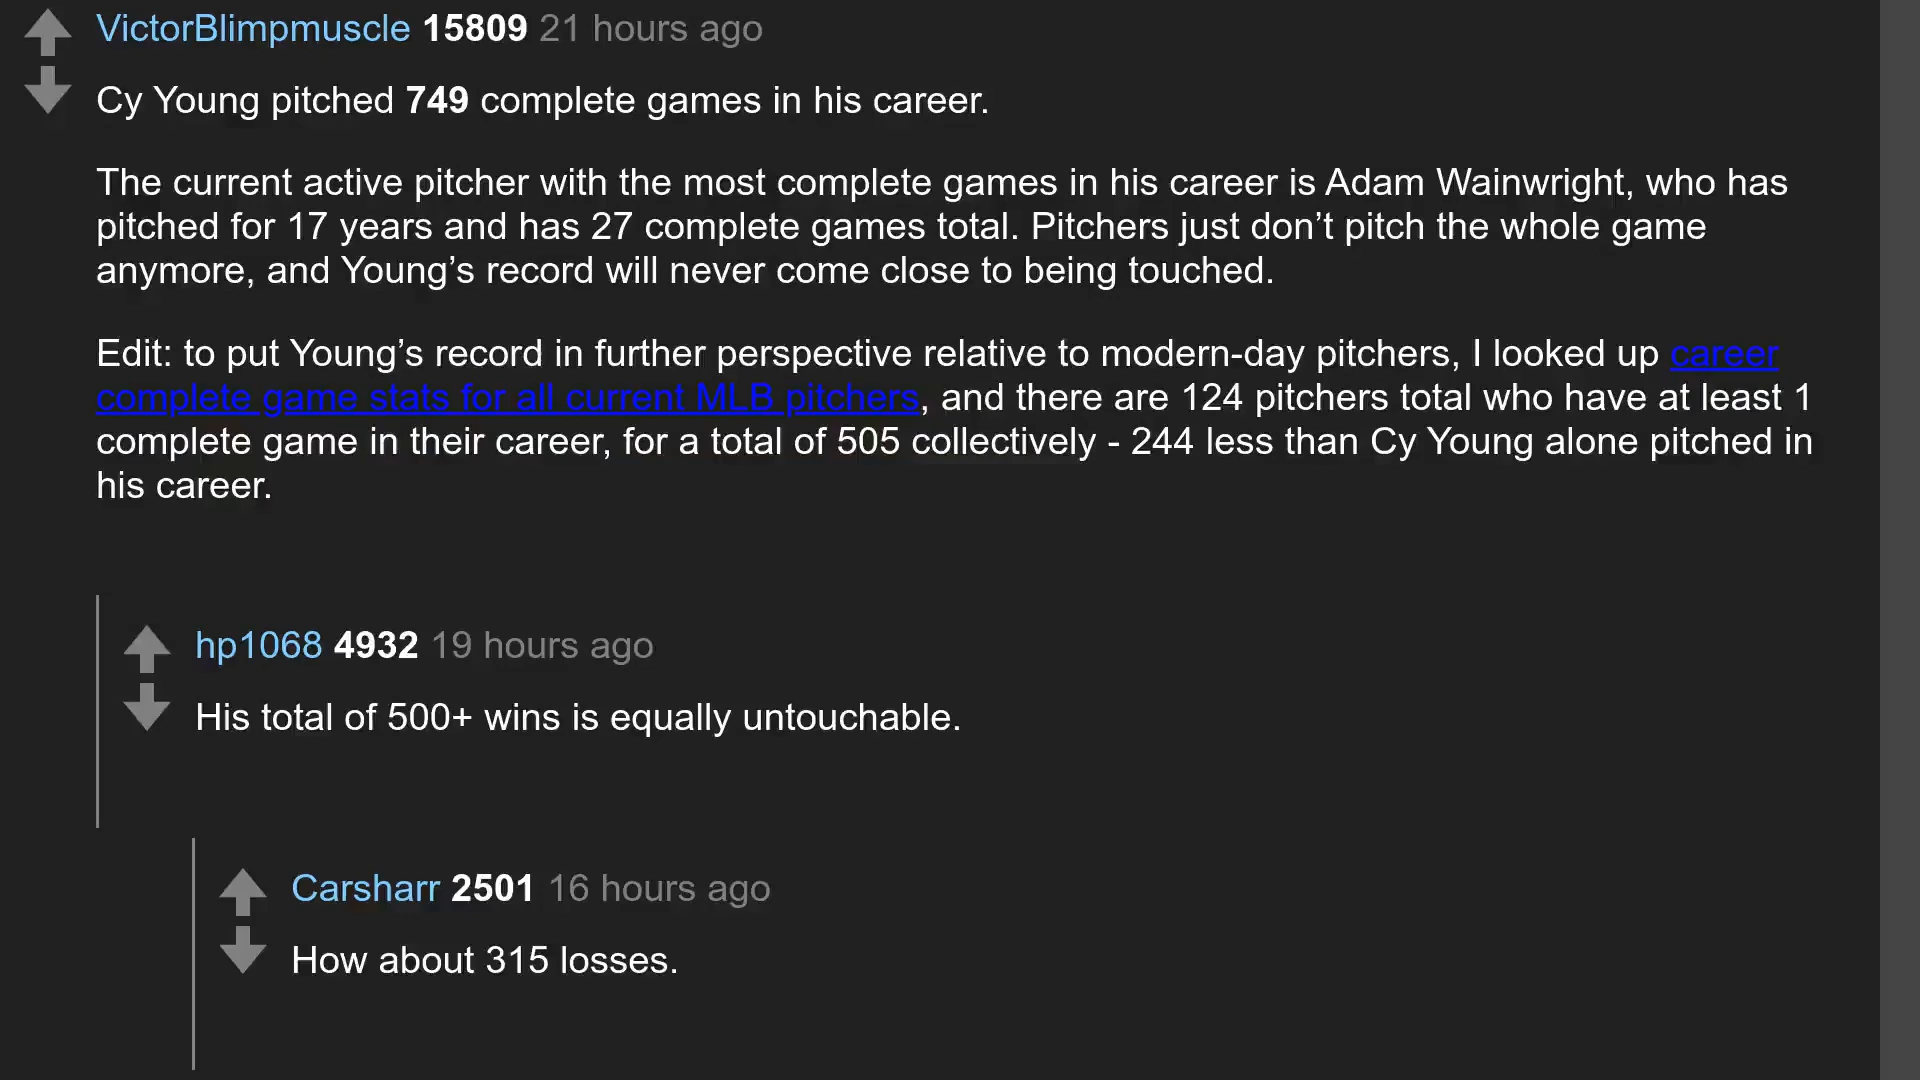 VictorBlimpmuscle 15809 21 hours ago
Cy Young pitched 749 complete games in his career.
The current active pitcher with the most complete games in his career is Adam Wainwright, who has
pitched for 17 years and has 27 complete games total. Pitchers just don’t pitch the whole game
anymore, and Young’s record will never come close to being touched.
Edit: to put Young’s record in further perspective relative to modern-day pitchers, I looked up career
complete game stats for all current MLB pitchers, and there are 124 pitchers total who have at least 1
complete game in their career, for a total of 505 collectively - 244 less than Cy Young alone pitched in
his career.
hp1068 4932 19 hours ago
His total of 500+ wins is equally untouchable.
Carsharr 2501 16 hours ago
How about 315 losses.